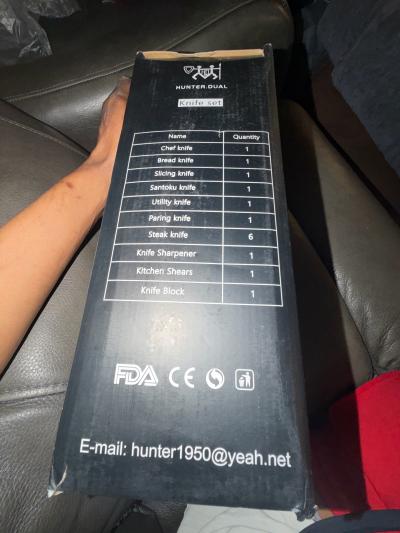 HUNTER.DUAL
Knife set
Name Quantity
Chef knife 1
Bread knife 1
Slicing knife 1
Santoku knife 1
Utility knife 1
Paring knife 1
Steak knife 6
Knife Sharpener 1
Kitchen Shears 1
Knife Block 1
FDA CE
E-mail: hunter1950@yeah.net